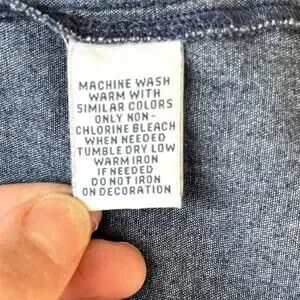 MACHINE WASH
WARM WITH
SIMILAR COLORS
ONLY NON-
CHLORINE BLEACH
WHEN NEEDED
TUMBLE DRY LOW
WARM IRON
IF NEEDED
DO NOT IRON
ON DECORATION